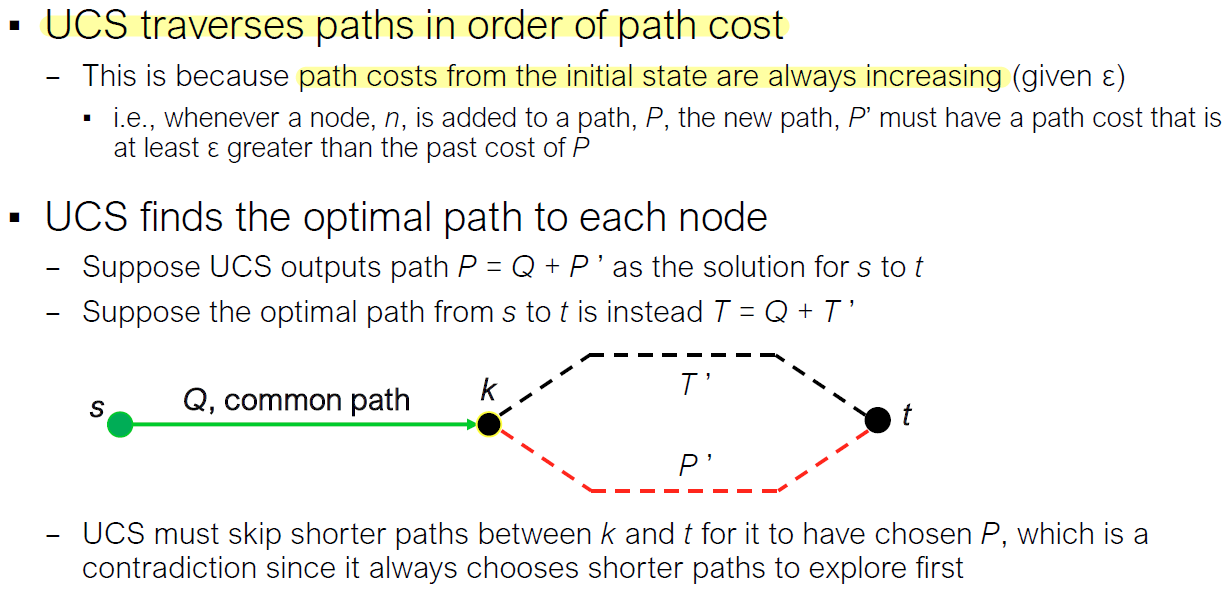 ▪ UCS traverses paths in order of path cost
– This is because path costs from the initial state are always increasing (given ε)
▪ i.e., whenever a node, n, is added to a path, P, the new path, P’ must have a path cost that is
at least ε greater than the past cost of P
▪ UCS finds the optimal path to each node
– Suppose UCS outputs path P = Q + P ’ as the solution for s to t
– Suppose the optimal path from s to t is instead T = Q + T ’
s
Q, common path
k
T ’
t
P ’
– UCS must skip shorter paths between k and t for it to have chosen P, which is a
contradiction since it always chooses shorter paths to explore first